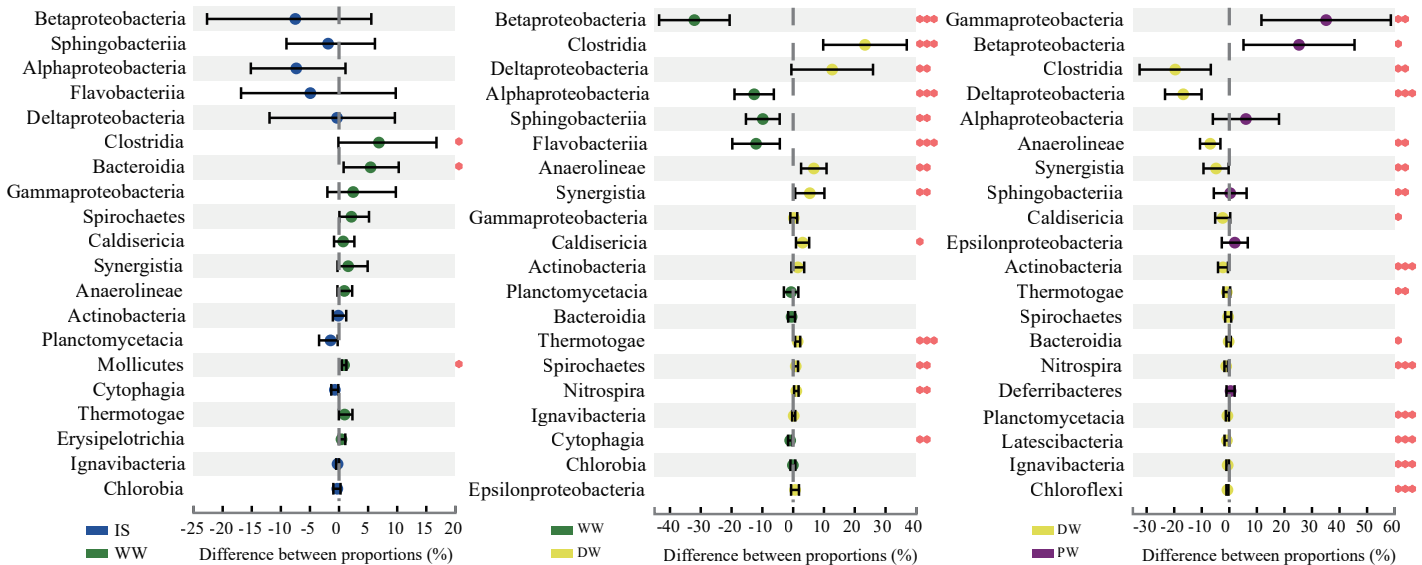 Betaproteobacteria
Sphingobacteriia
Alphaproteobacteria
Flavobacteriia
Deltaproteobacteria
Clostridia
Bacteroidia
Gammaproteobacteria
Spirochaetes
Caldisericia
Synergistia
Anaerolineae
Actinobacteria
Planctomycetacia
Mollicutes
Cytophagia
Thermotogae
Erysipelotrichia
Ignavibacteria
Chlorobia
-25 -20 -15 -10 -5 0 5 10 15 20
IS
WW
Difference between proportions (%)
Betaproteobacteria
Clostridia
Deltaproteobacteria
Alphaproteobacteria
Sphingobacteriia
Flavobacteriia
Anaerolineae
Synergistia
Gammaproteobacteria
Caldisericia
Actinobacteria
Planctomycetacia
Bacteroidia
Thermotogae
Spirochaetes
Nitrospira
Ignavibacteria
Cytophagia
Chlorobia
Epsilonproteobacteria
-40 -30 -20 -10 0 10 20 30 40
WW
DW
Difference between proportions (%)
Gammaproteobacteria
Betaproteobacteria
Clostridia
Deltaproteobacteria
Alphaproteobacteria
Anaerolineae
Synergistia
Sphingobacteriia
Caldisericia
Epsilonproteobacteria
Actinobacteria
Thermotogae
Spirochaetes
Bacteroidia
Nitrospira
Deferribacteres
Planctomycetacia
Latescibacteria
Ignavibacteria
Chloroflexi
-30 -20 -10 0 10 20 30 40 50 60
DW
PW
Difference between proportions (%)